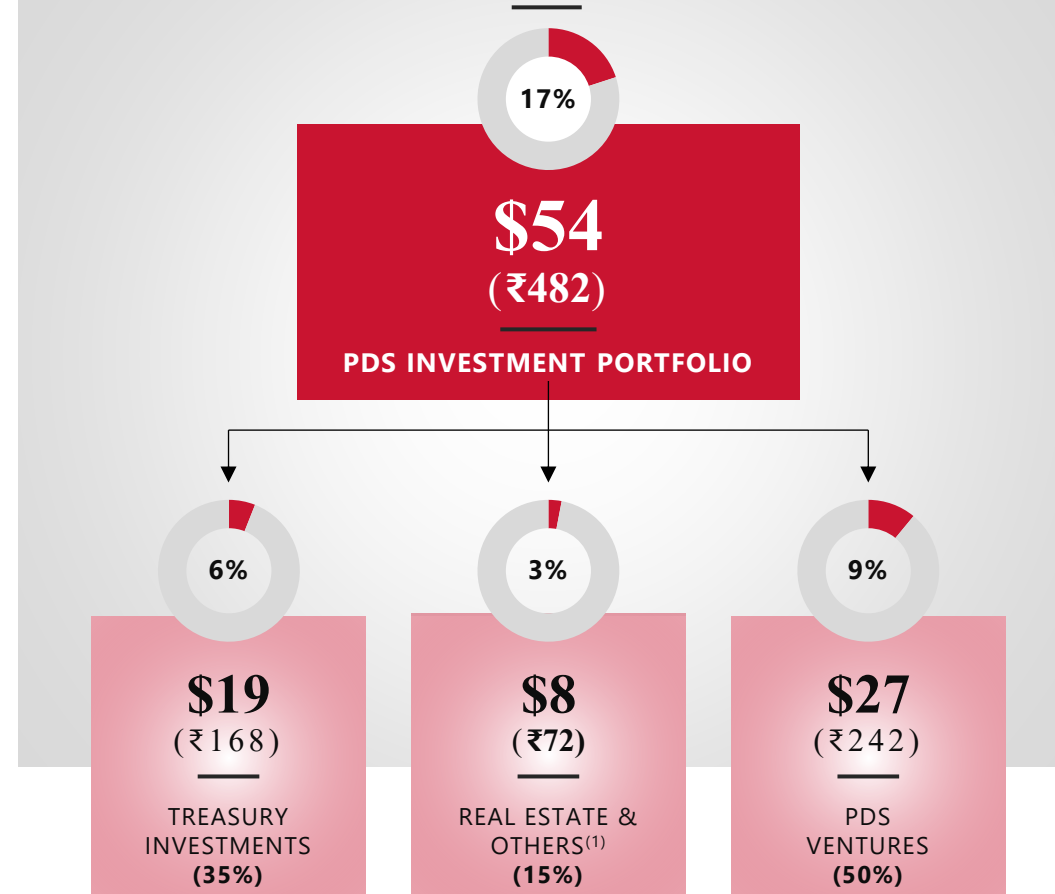 17%
$54
(₹482)
PDS INVESTMENT PORTFOLIO
6%
$19
(₹168)
TREASURY
INVESTMENTS
(35%)
3%
$8
(₹72)
REAL ESTATE &
OTHERS(1)
(15%)
9%
$27
(₹242)
PDS
VENTURES
(50%)